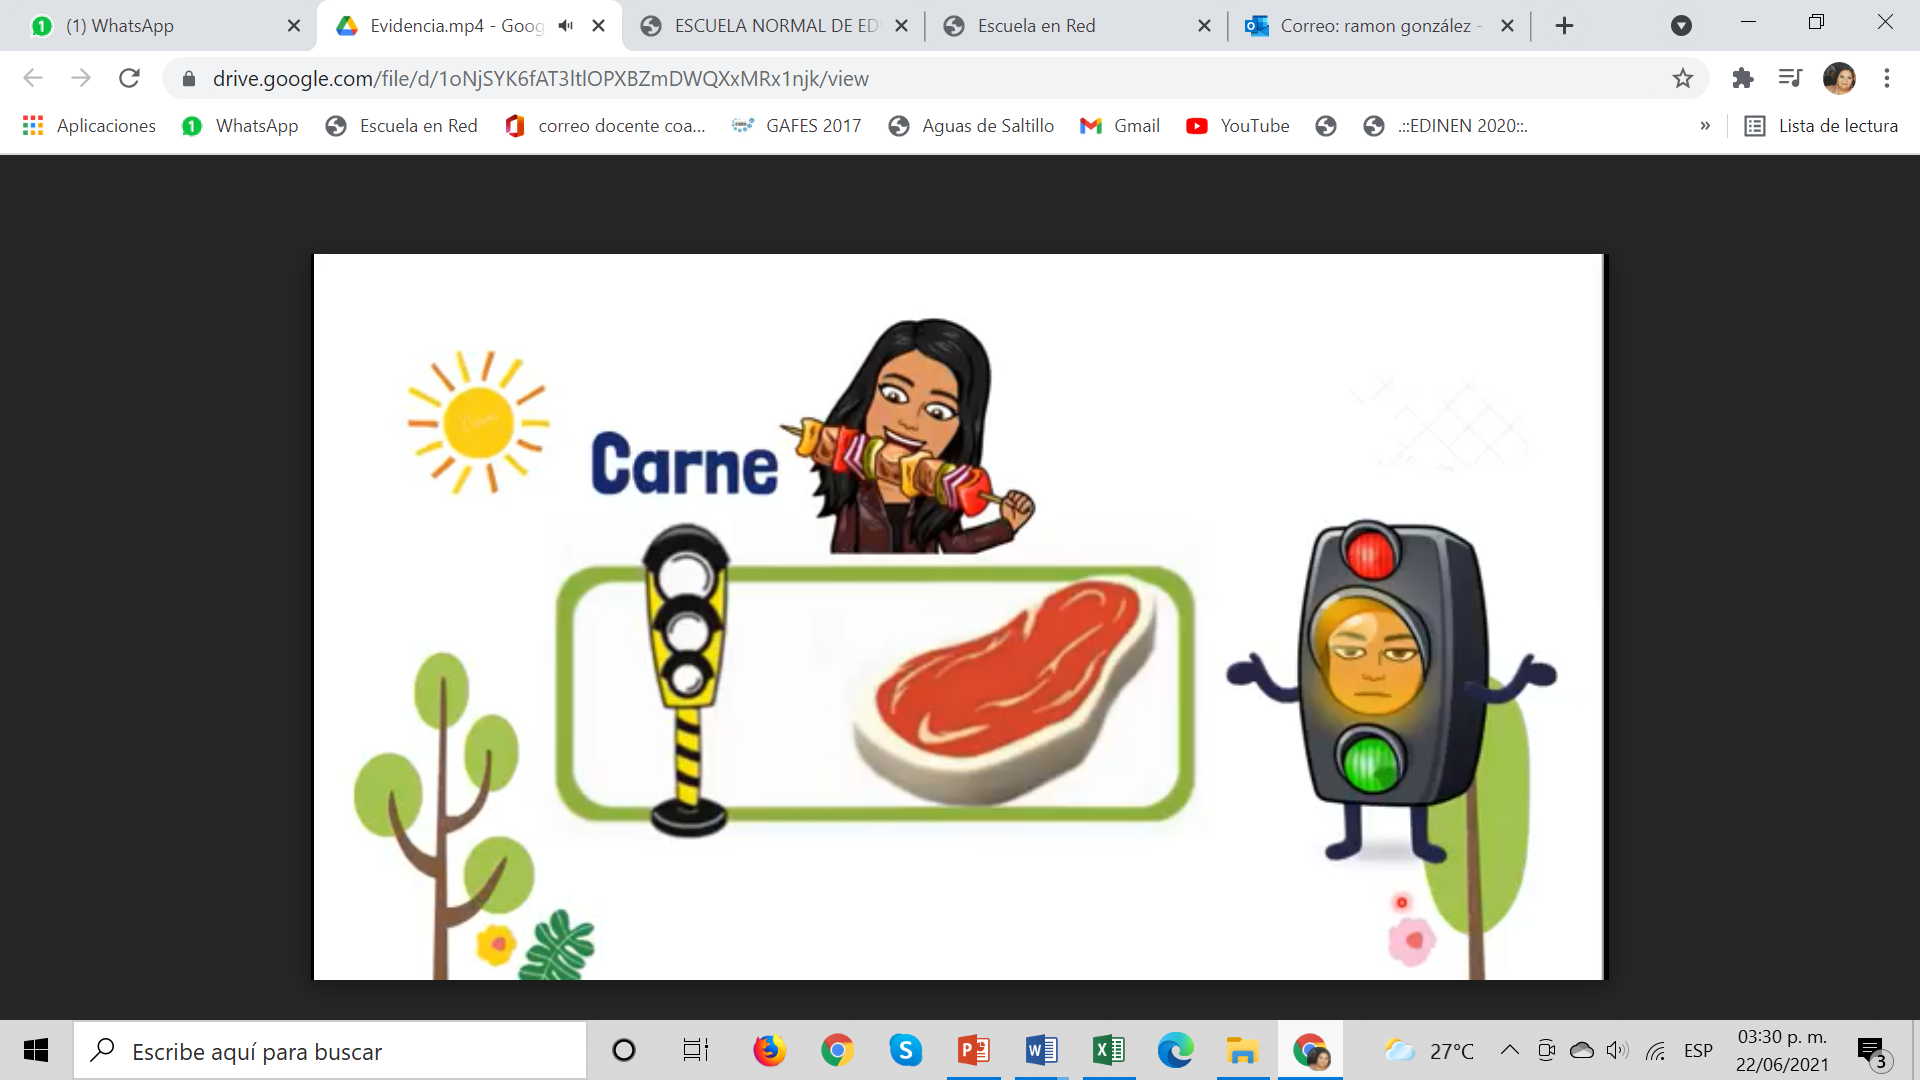 (1) WhatsApp
Evidencia.mp4 - Goog
ESCUELA NORMAL DE ED
Escuela en Red
Correo: ramon gonzález -
drive.google.com/file/d/1oNjSYK6fAT3ltlOPXBZmDWQXxMRx1njk/view
Aplicaciones
WhatsApp
Escuela en Red
correo docente coa...
GAFES 2017
Aguas de Saltillo
Gmail
YouTube
.::EDINEN 2020::.
»
Lista de lectura
Carne
Escribe aquí para buscar
27°C
ESP
03:30 p. m.
22/06/2021
3